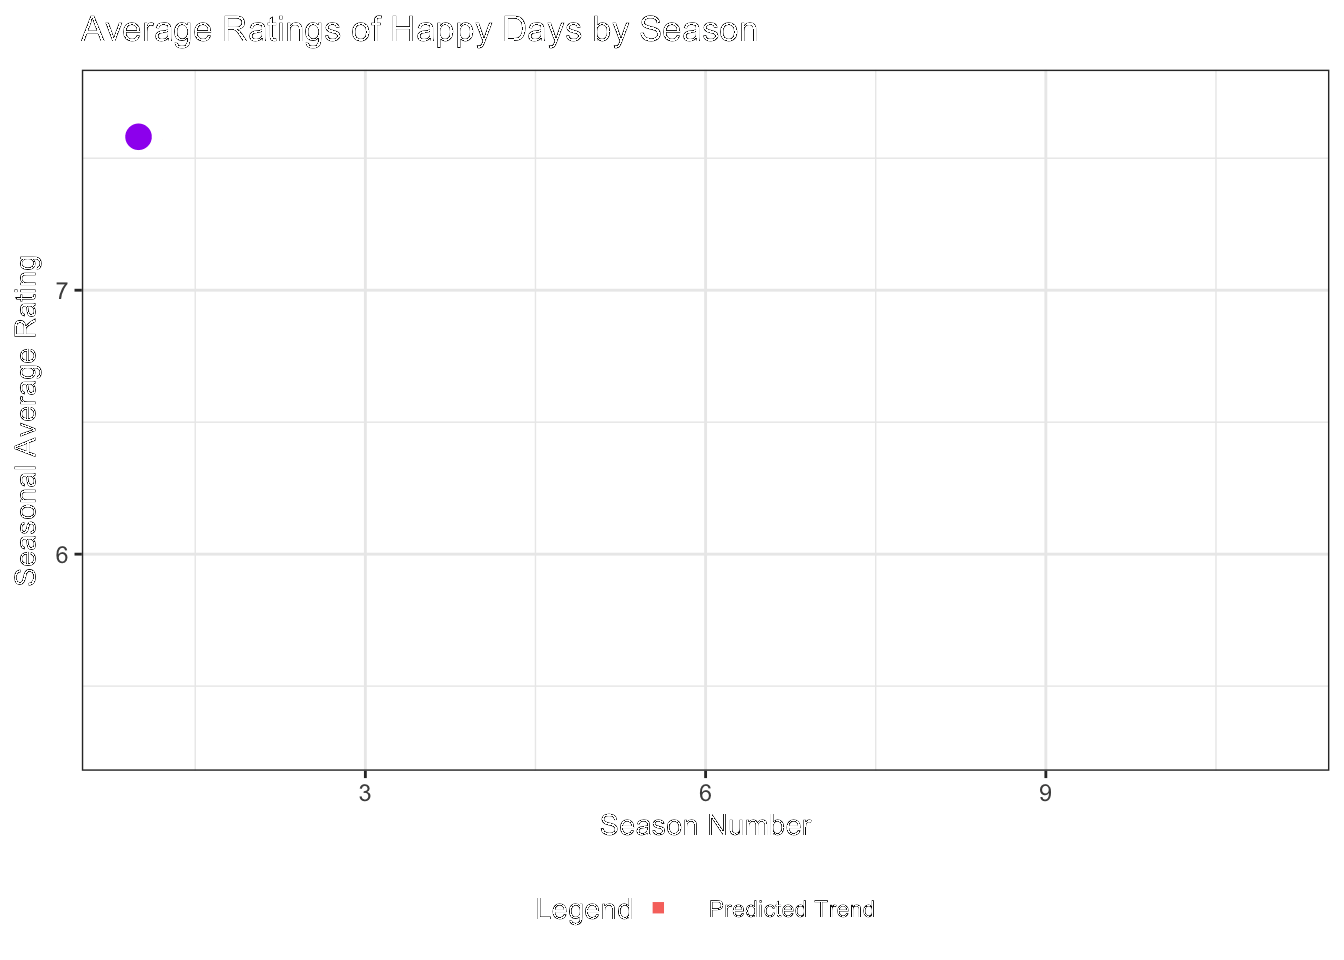 Average Ratings of Happy Days by Season
Seasonal Average Rating
7
6
3 6 9
Season Number
Legend Predicted Trend